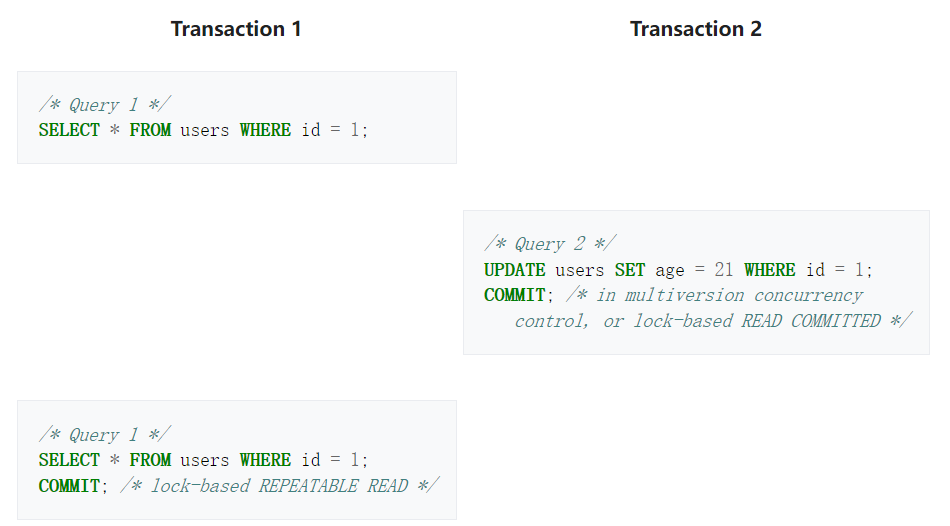 Transaction 1
Transaction 2
/* Query 1 */
SELECT * FROM users WHERE id = 1;
/* Query 2 */
UPDATE users SET age = 21 WHERE id = 1;
COMMIT; /* in multiversion concurrency
control, or lock-based READ COMMITTED */
/* Query 1 */
SELECT * FROM users WHERE id = 1;
COMMIT; /* lock-based REPEATABLE READ */